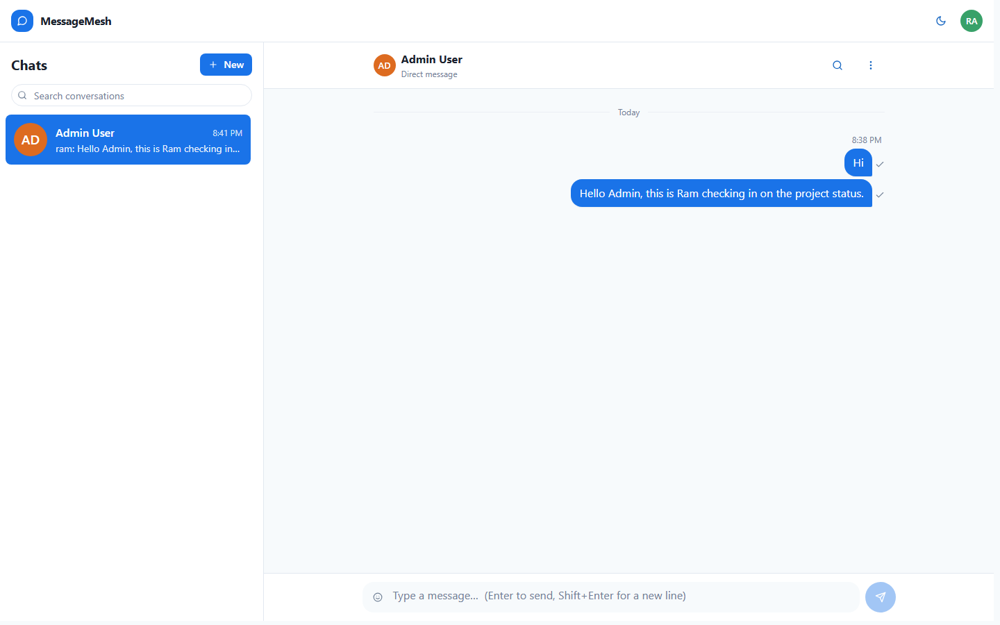 MessageMesh
RA
Chats
New
Search conversations
AD
Admin User
8:41 PM
ram: Hello Admin, this is Ram checking in...
AD
Admin User
Direct message
Today
8:38 PM
Hi
Hello Admin, this is Ram checking in on the project status.
Type a message... (Enter to send, Shift+Enter for a new line)